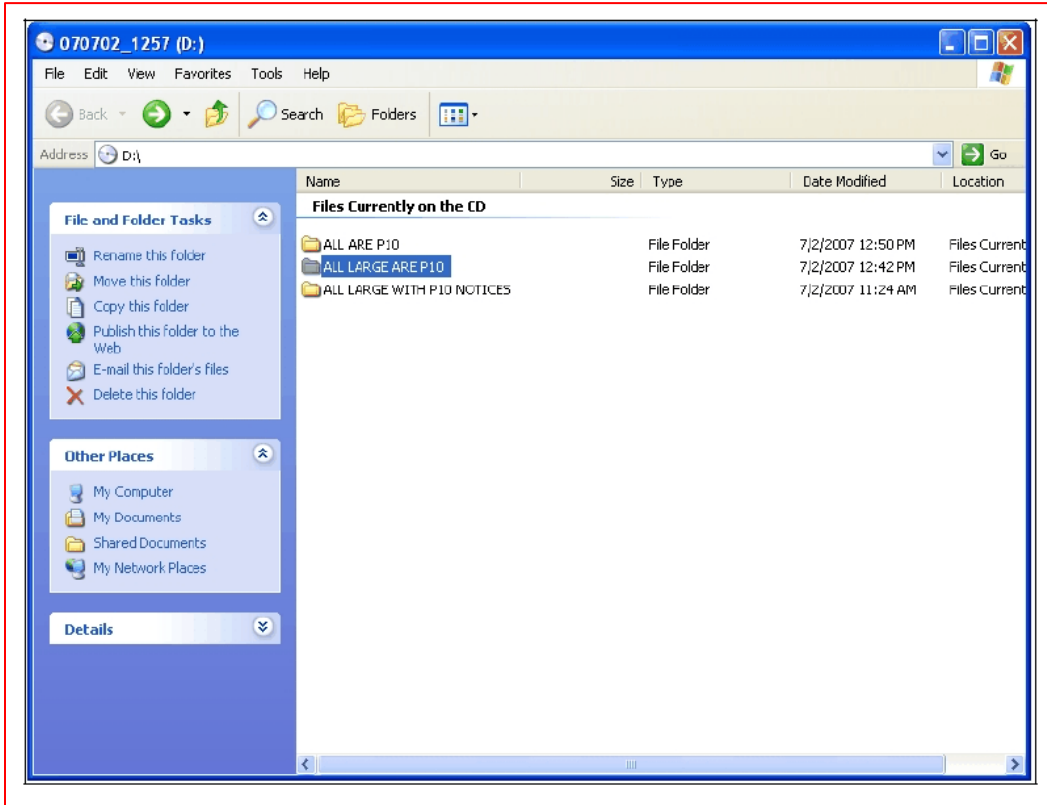 070702_1257 (D:)
File Edit View Favorites Tools Help
Back Search Folders
Address D:\ Go
Name Size Type Date Modified Location
Files Currently on the CD
ALL ARE P10 File Folder 7/2/2007 12:50 PM Files Current
ALL LARGE ARE P10 File Folder 7/2/2007 12:42 PM Files Current
ALL LARGE WITH P10 NOTICES File Folder 7/2/2007 11:24 AM Files Current
File and Folder Tasks
Rename this folder
Move this folder
Copy this folder
Publish this folder to the
Web
E-mail this folder's files
Delete this folder
Other Places
My Computer
My Documents
Shared Documents
My Network Places
Details